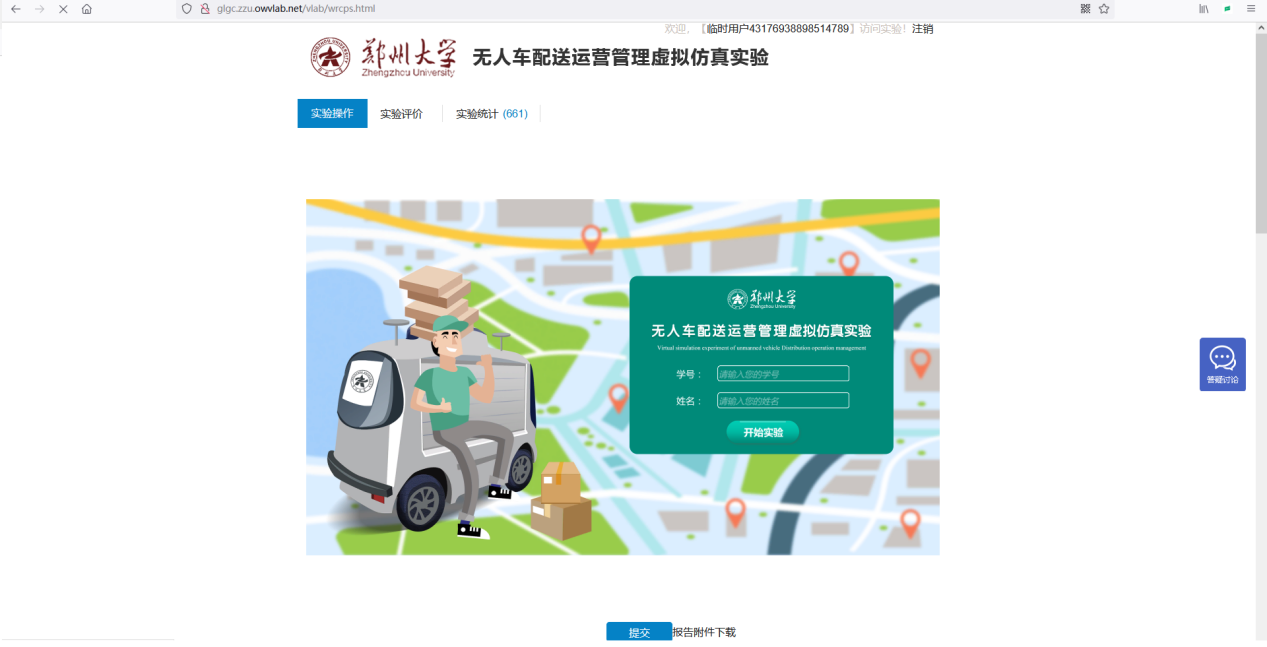 glgc.zzu.owvlab.net/vlab/wrcps.html
欢迎, 【临时用户43176938898514789】访问实验! 注销
郑州大学
Zhengzhou University
无人车配送运营管理虚拟仿真实验
实验操作 实验评价 实验统计 (661)
郑州大学
Zhengzhou University
无人车配送运营管理虚拟仿真实验
Virtual simulation experiment of unmanned vehicle Distribution operation management
学号： 请输入您的学号
姓名： 请输入您的姓名
开始实验
答疑讨论
提交 报告附件下载